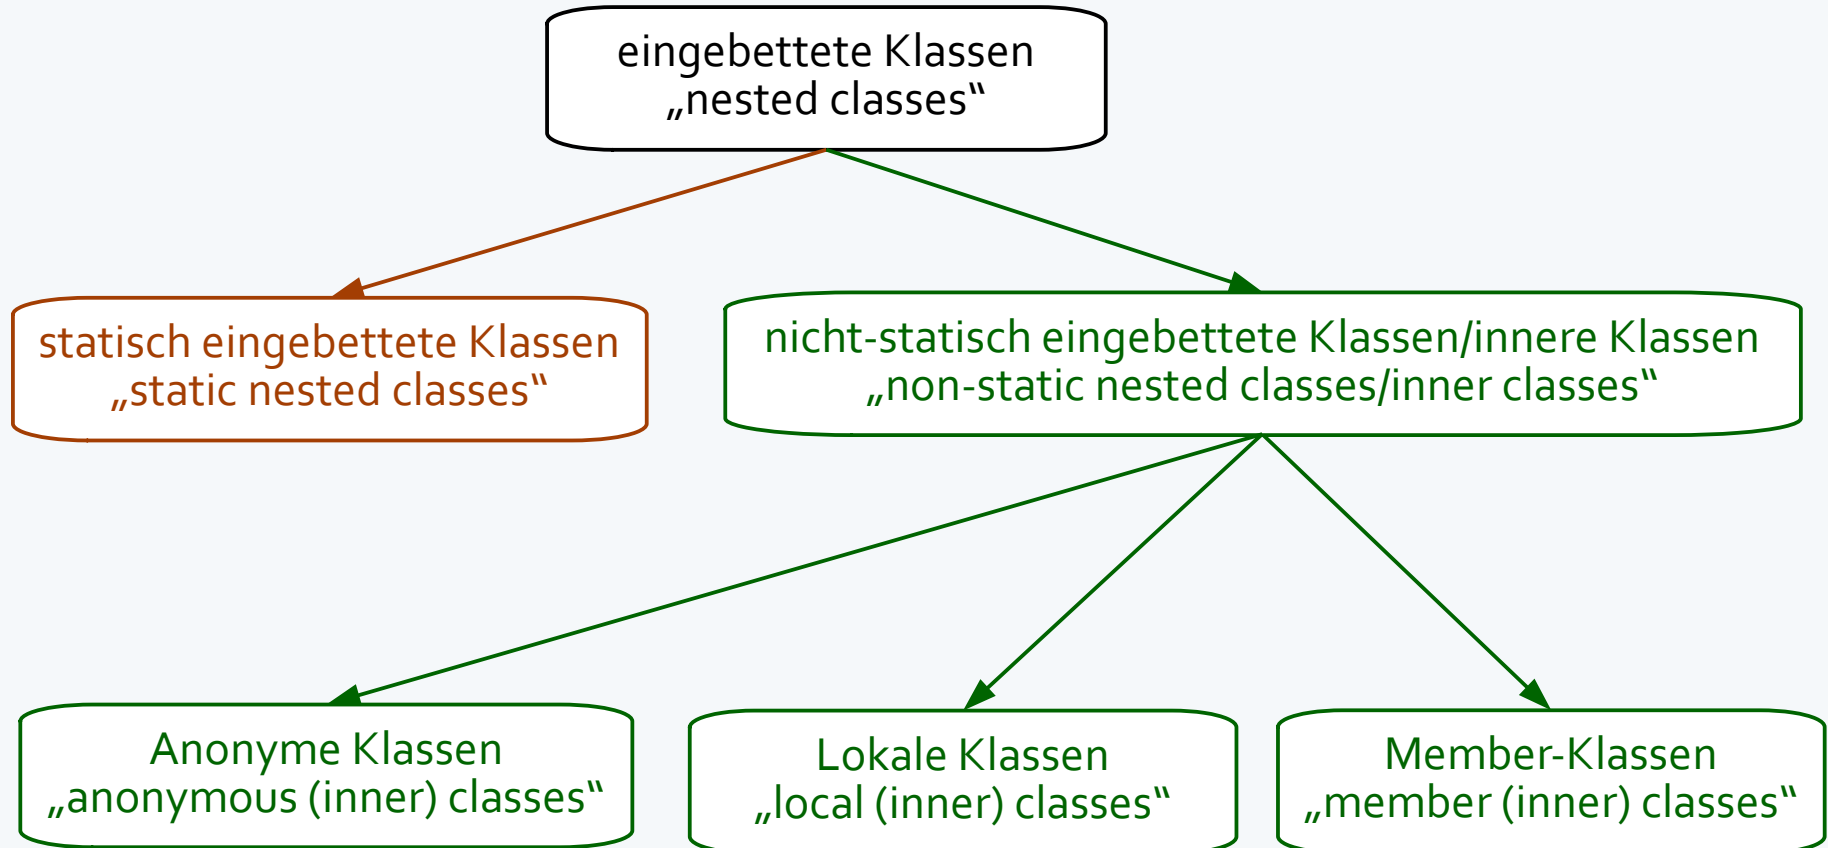 eingebettete Klassen
„nested classes“
statisch eingebettete Klassen
„static nested classes“
nicht-statisch eingebettete Klassen/innere Klassen
„non-static nested classes/inner classes“
Anonyme Klassen
„anonymous (inner) classes“
Lokale Klassen
„local (inner) classes“
Member-Klassen
„member (inner) classes“